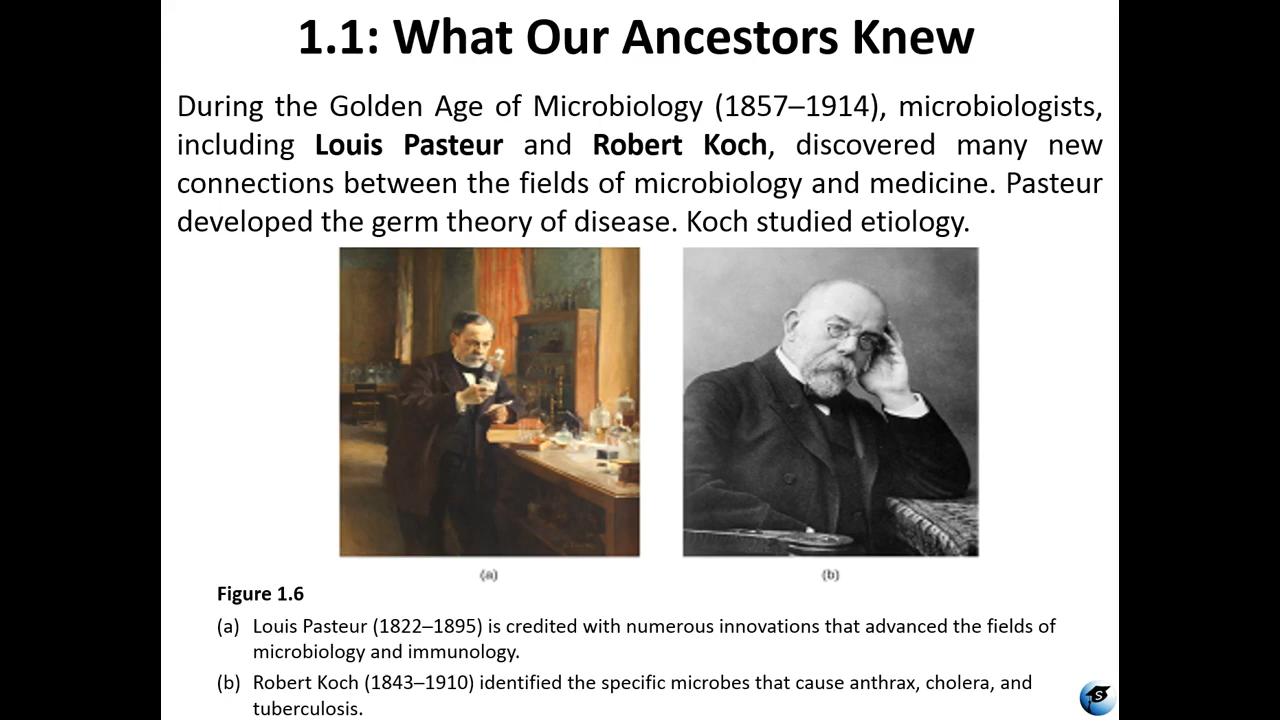 1.1: What Our Ancestors Knew
During the Golden Age of Microbiology (1857–1914), microbiologists,
including Louis Pasteur and Robert Koch, discovered many new
connections between the fields of microbiology and medicine. Pasteur
developed the germ theory of disease. Koch studied etiology.
(a)
(b)
Figure 1.6
(a) Louis Pasteur (1822–1895) is credited with numerous innovations that advanced the fields of
microbiology and immunology.
(b) Robert Koch (1843–1910) identified the specific microbes that cause anthrax, cholera, and
tuberculosis.
S